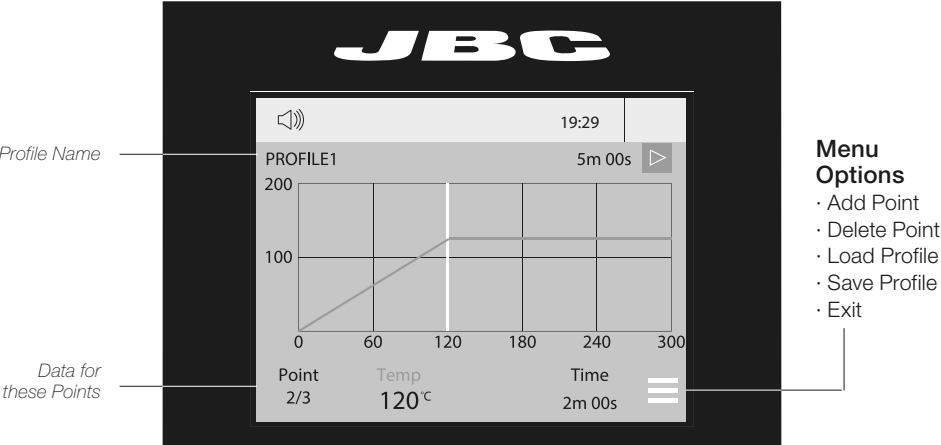 JBC
19:29
Profile Name
PROFILE1
5m 00s
200
100
0 60 120 180 240 300
Data for
these Points
Point
2/3
Temp
120°C
Time
2m 00s
Menu
Options
· Add Point
· Delete Point
· Load Profile
· Save Profile
· Exit